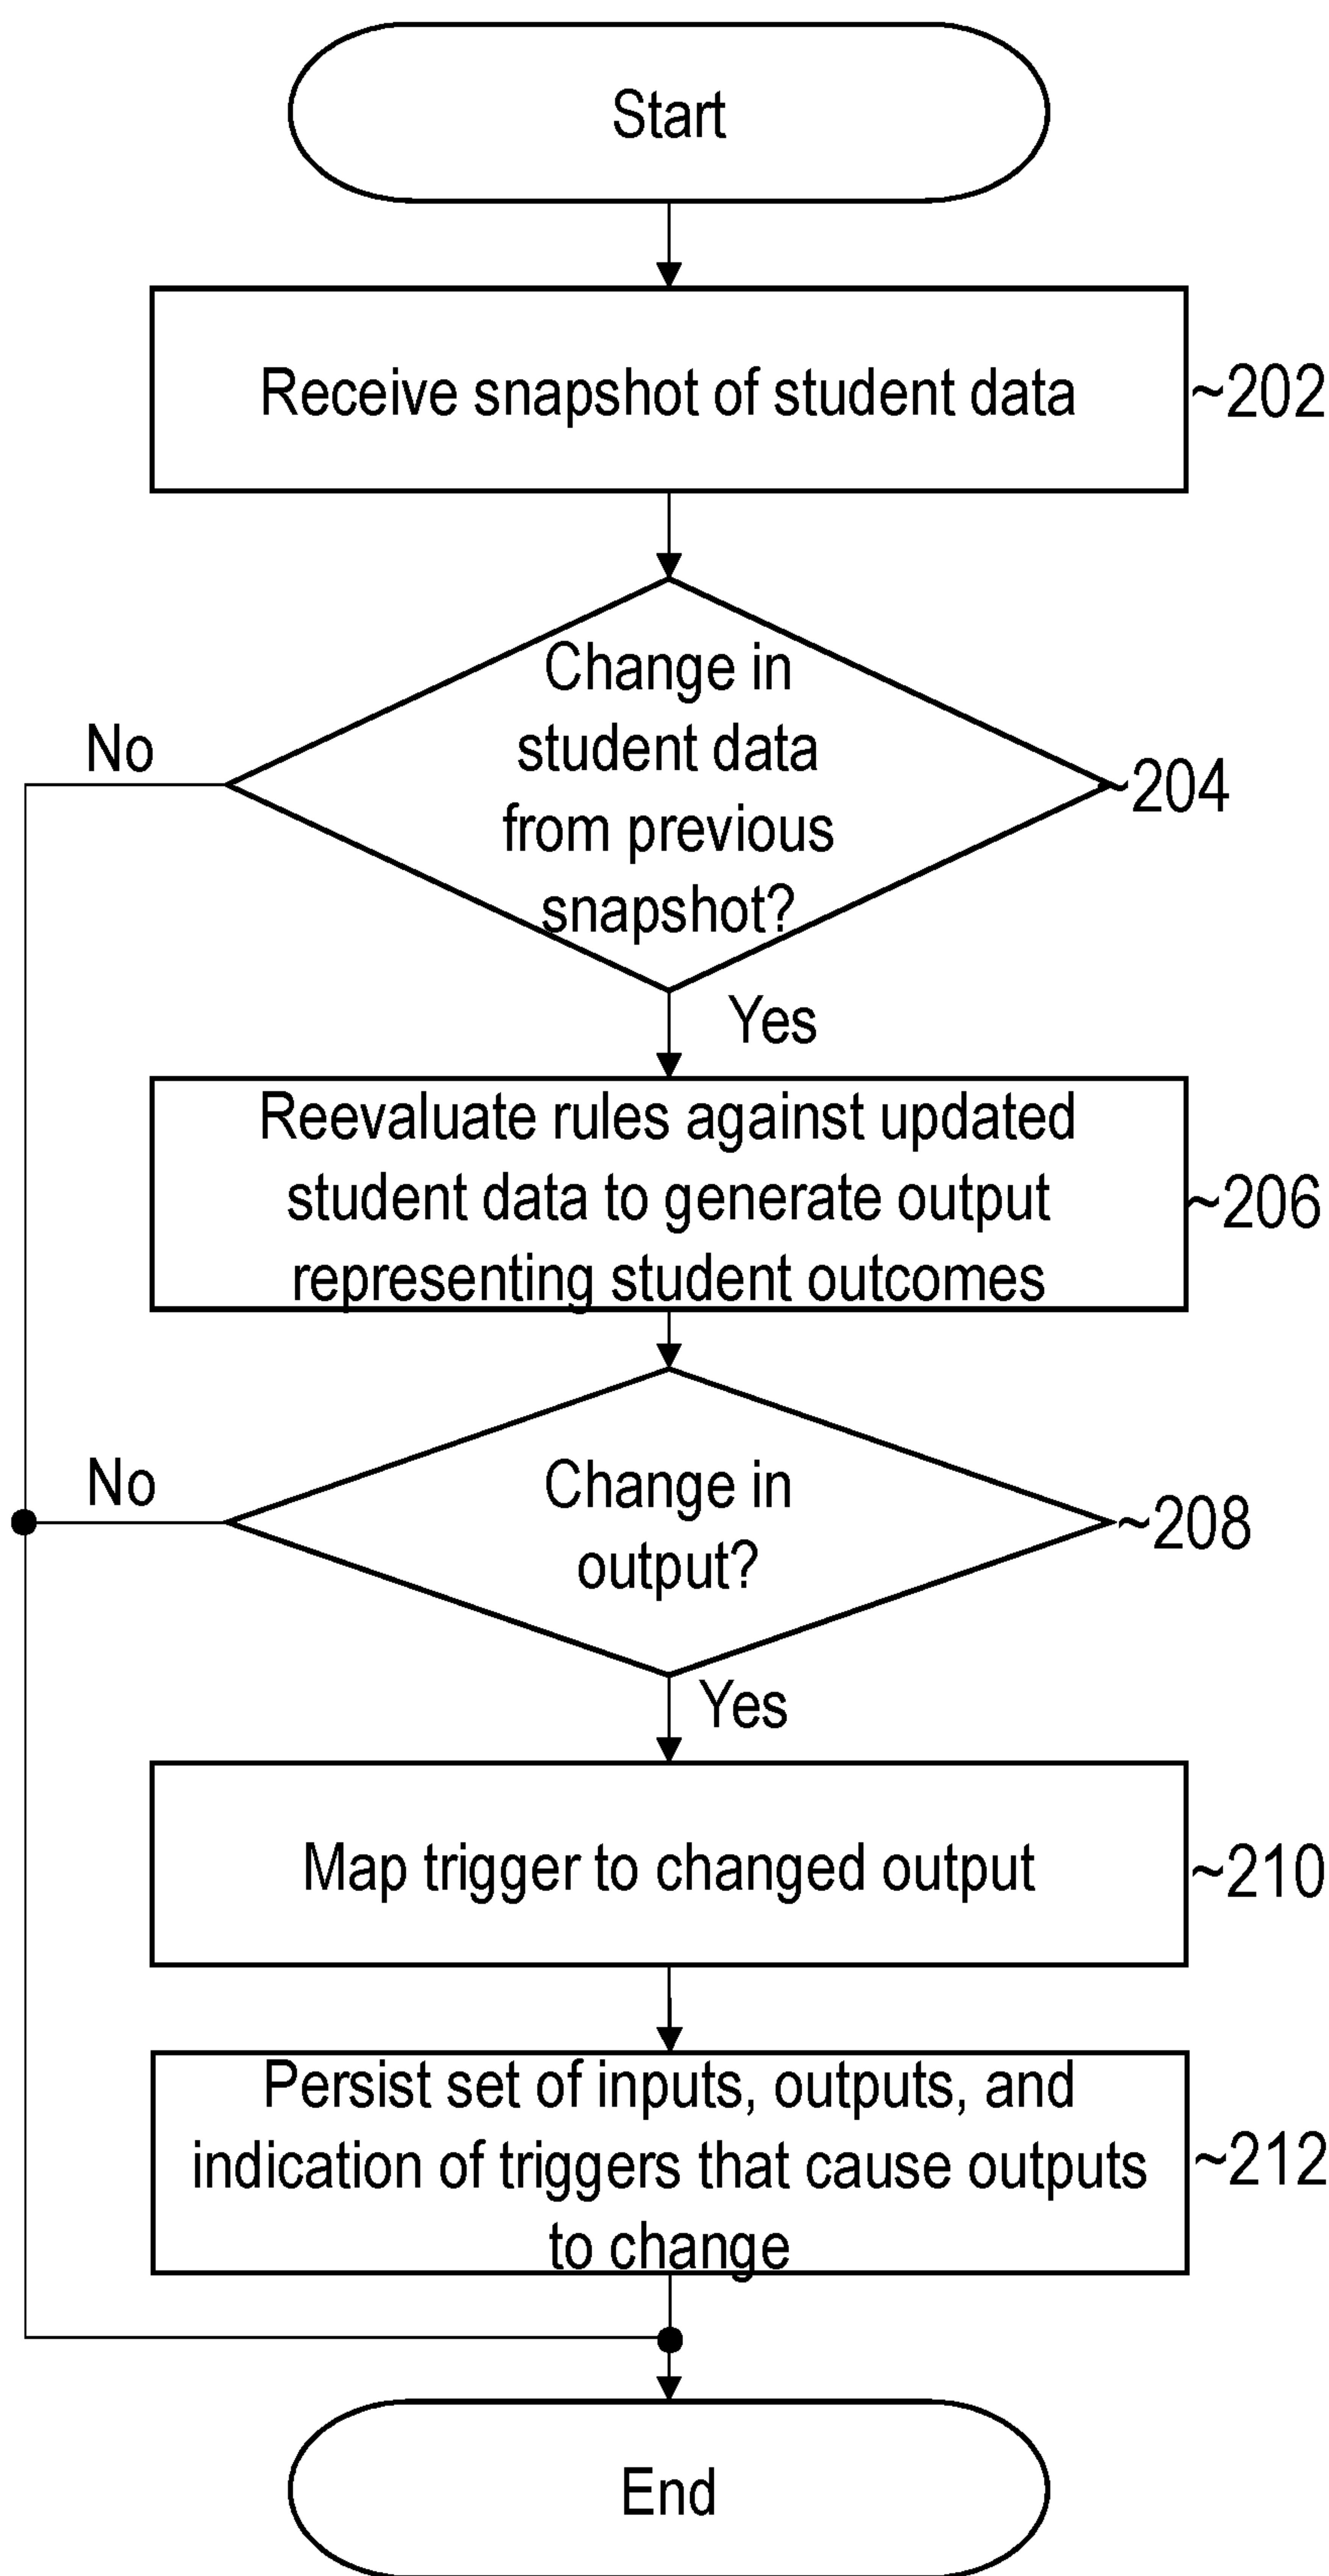 Start
Receive snapshot of student data
~202
Change in
student data
from previous
snapshot?
~204
No
Yes
Reevaluate rules against updated
student data to generate output
representing student outcomes
~206
Change in
output?
~208
No
Yes
Map trigger to changed output
~210
Persist set of inputs, outputs, and
indication of triggers that cause outputs
to change
~212
End